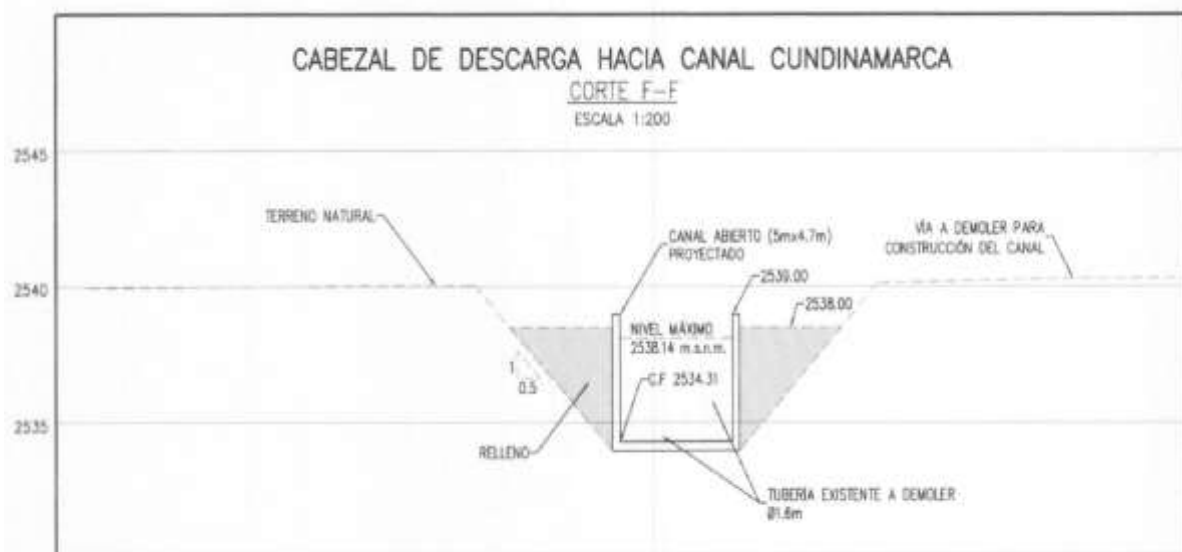 CABEZAL DE DESCARGA HACIA CANAL CUNDINAMARCA
CORTE F-F
ESCALA 1:200
2545
TERRENO NATURAL
CANAL ABIERTO (5mx4.7m)
PROYECTADO
VÍA A DEMOLER PARA
CONSTRUCCIÓN DEL CANAL
2540
2539.00
2538.00
NIVEL MÁXIMO
2538.14 m.s.n.m.
1
0.5
C.F 2534.31
2535
RELLENO
TUBERÍA EXISTENTE A DEMOLER
Ø1.6m